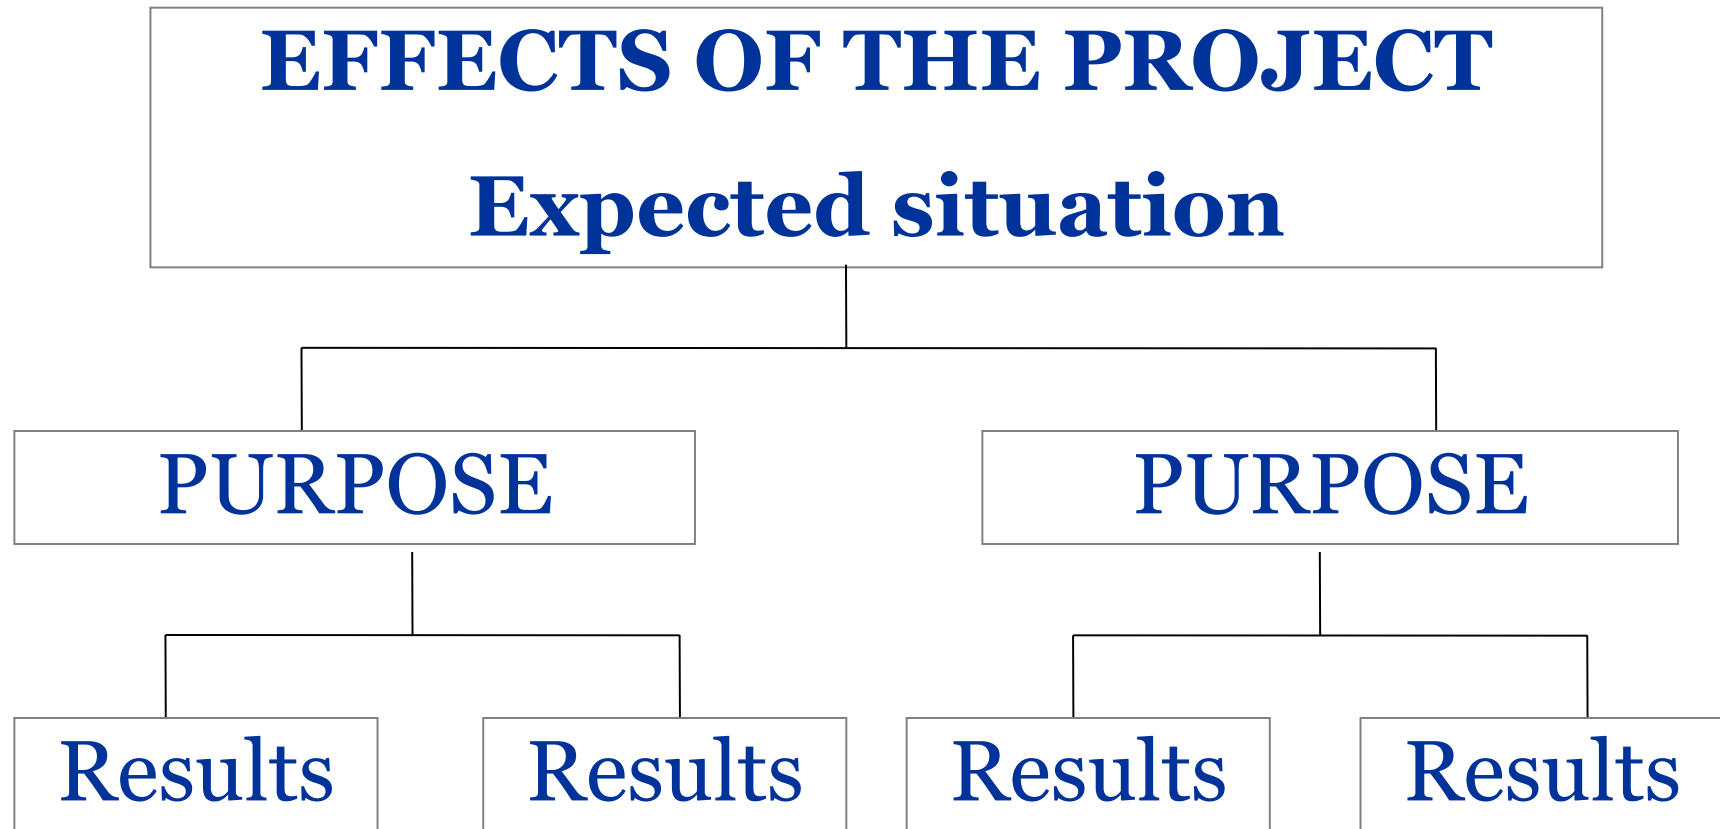 EFFECTS OF THE PROJECT
Expected situation
PURPOSE
PURPOSE
Results
Results
Results
Results